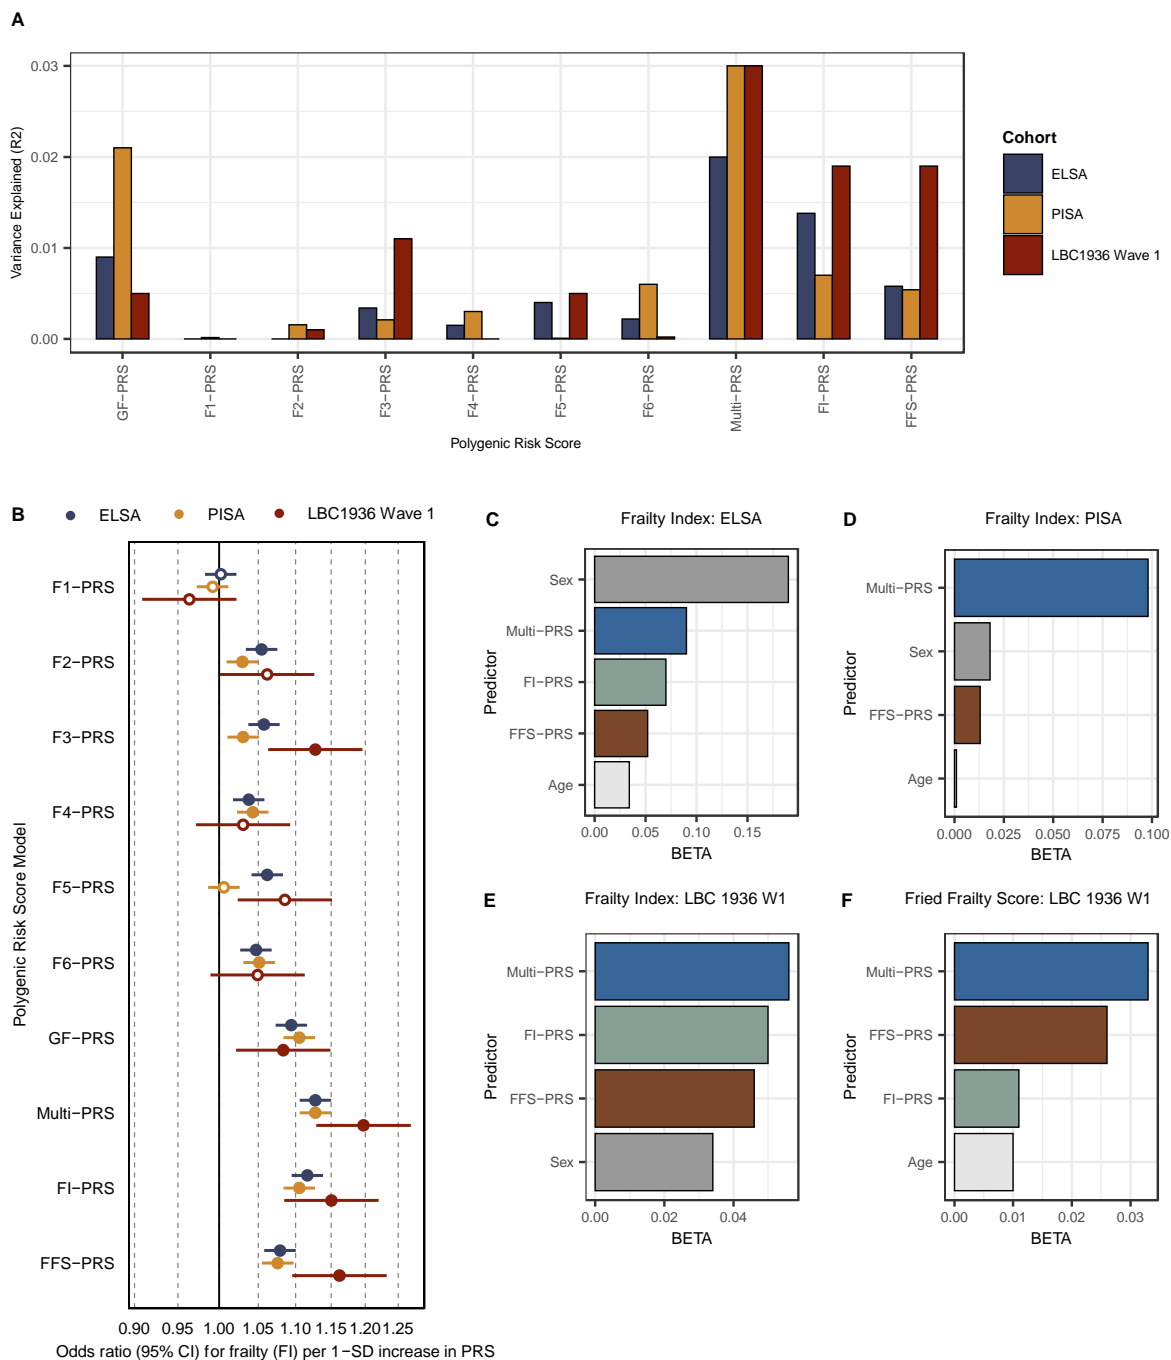 A
0.03
0.02
0.01
0.00
Variance Explained (R2)
GF−PRS
F1−PRS
F2−PRS
F3−PRS
F4−PRS
F5−PRS
F6−PRS
Multi−PRS
FI−PRS
FFS−PRS
Polygenic Risk Score
Cohort
ELSA
PISA
LBC1936 Wave 1
B
ELSA
PISA
LBC1936 Wave 1
Polygenic Risk Score Model
F1−PRS
F2−PRS
F3−PRS
F4−PRS
F5−PRS
F6−PRS
GF−PRS
Multi−PRS
FI−PRS
FFS−PRS
0.90 0.95 1.00 1.05 1.10 1.15 1.20 1.25
Odds ratio (95% CI) for frailty (FI) per 1−SD increase in PRS
C
Frailty Index: ELSA
Predictor
Sex
Multi−PRS
FI−PRS
FFS−PRS
Age
0.00 0.05 0.10 0.15
BETA
D
Frailty Index: PISA
Predictor
Multi−PRS
Sex
FFS−PRS
Age
0.000 0.025 0.050 0.075 0.100
BETA
E
Frailty Index: LBC 1936 W1
Predictor
Multi−PRS
FI−PRS
FFS−PRS
Sex
0.00 0.02 0.04
BETA
F
Fried Frailty Score: LBC 1936 W1
Predictor
Multi−PRS
FFS−PRS
FI−PRS
Age
0.00 0.01 0.02 0.03
BETA